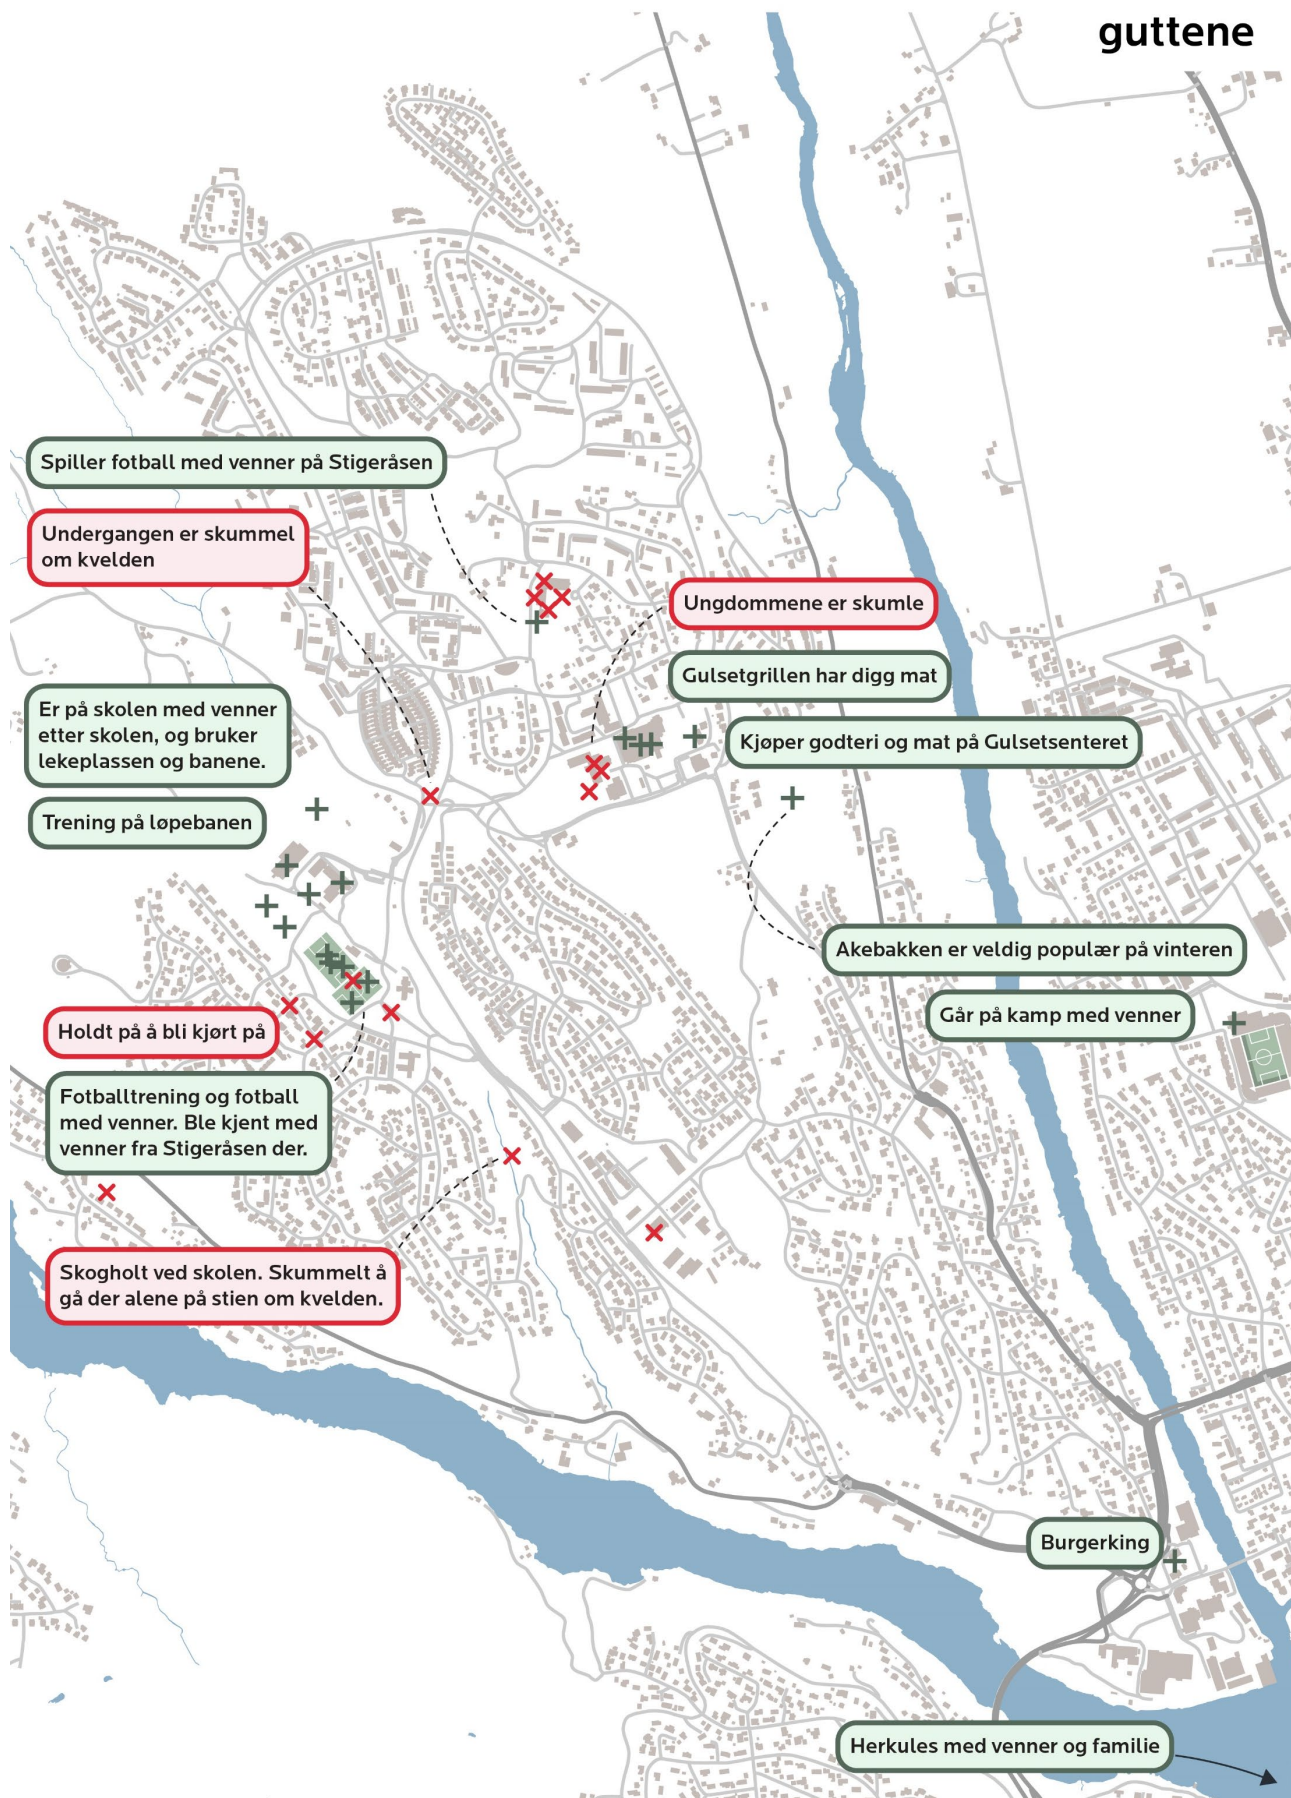 guttene
Spiller fotball med venner på Stigeråsen
Undergangen er skummel
om kvelden
Ungdommene er skumle
Gulsetgrillen har digg mat
Er på skolen med venner
etter skolen, og bruker
lekeplassen og banene.
Kjøper godteri og mat på Gulsetsenteret
Trening på løpebanen
Akebakken er veldig populær på vinteren
Går på kamp med venner
Holdt på å bli kjørt på
Fotballtrening og fotball
med venner. Ble kjent med
venner fra Stigeråsen der.
Skogholt ved skolen. Skummelt å
gå der alene på stien om kvelden.
Burgerking
Herkules med venner og familie